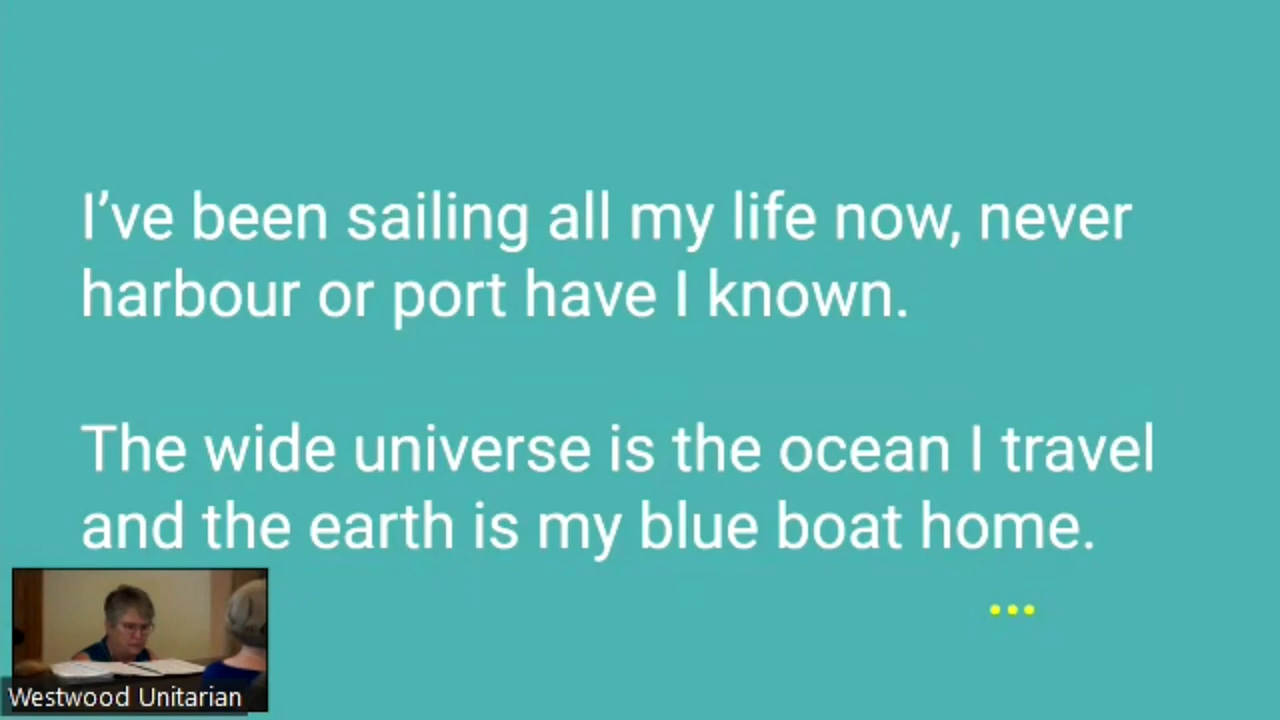 I’ve been sailing all my life now, never
harbour or port have I known.
The wide universe is the ocean I travel
and the earth is my blue boat home.
...
Westwood Unitarian